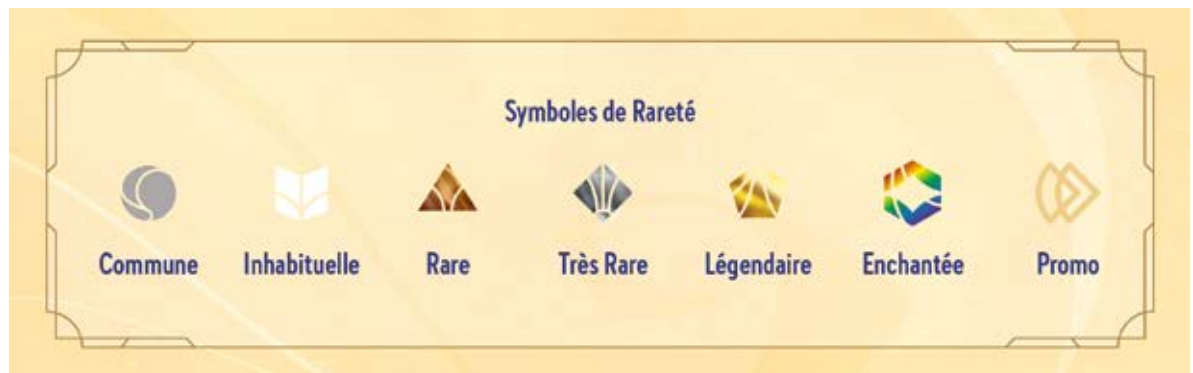 Symboles de Rareté
Commune Inhabituelle Rare Très Rare Légendaire Enchantée Promo